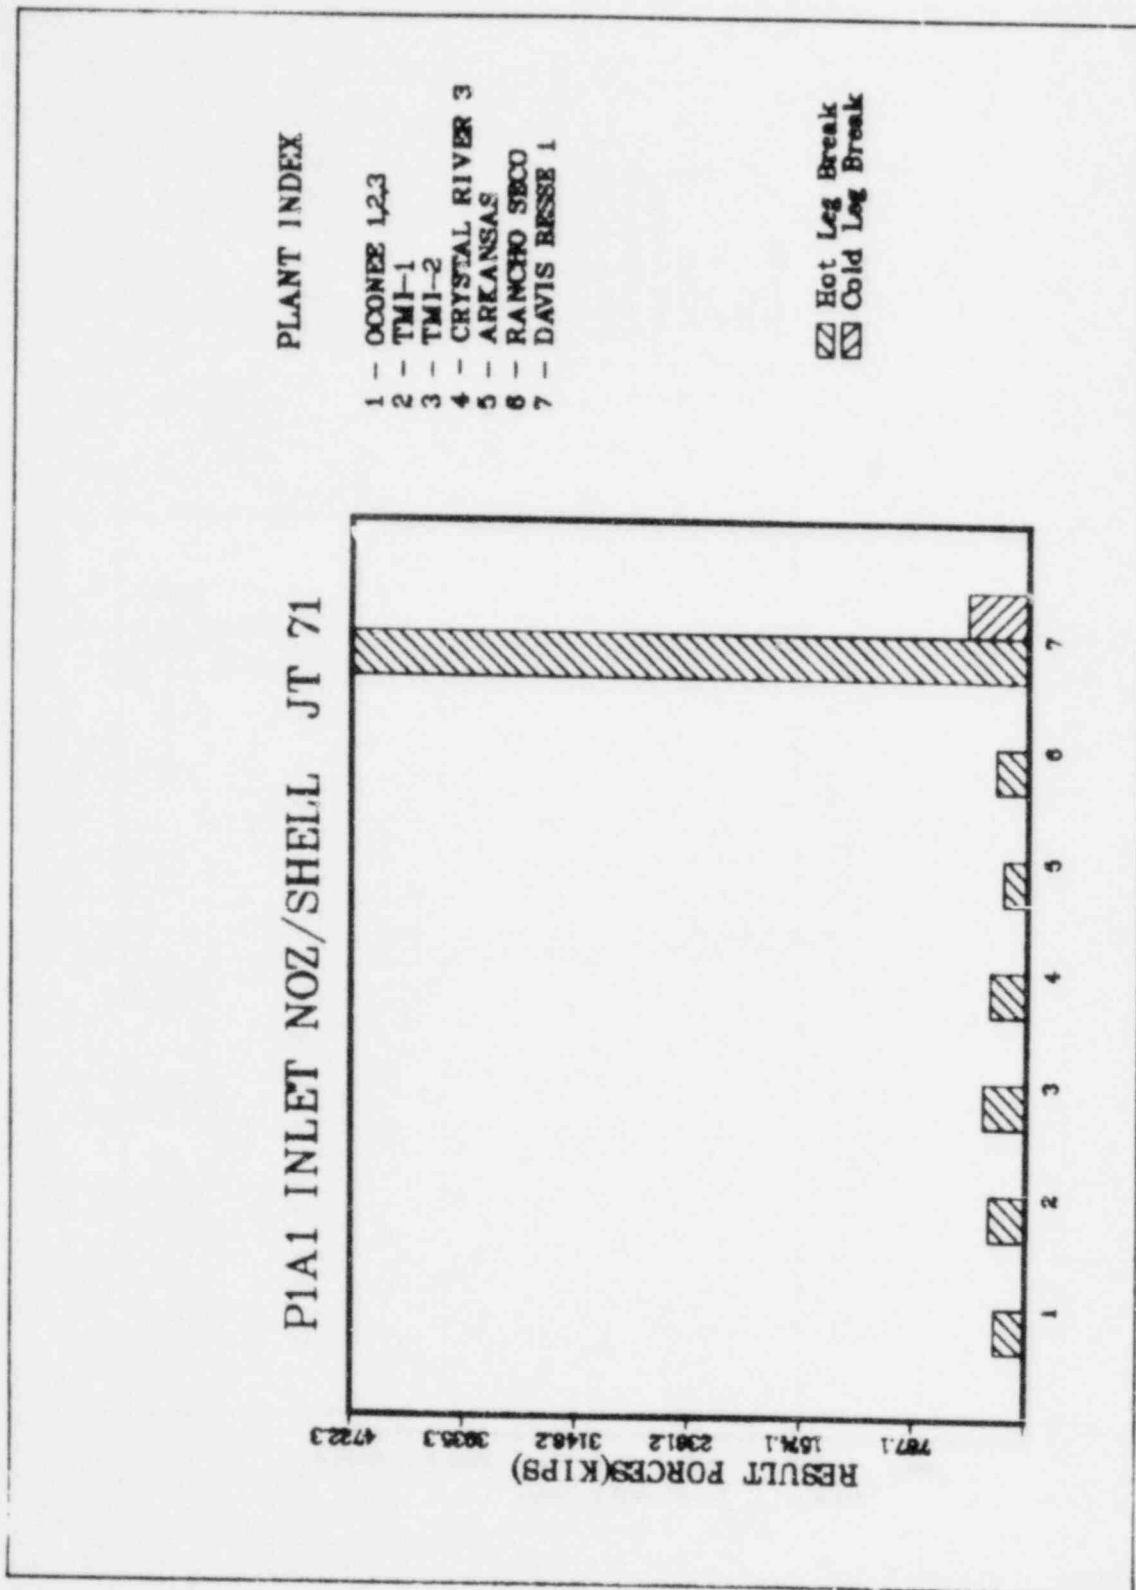 P1A1 INLET NOZ/SHELL JT 71
RESULT FORCES(KIPS)
4722.3
3935.3
3148.2
2361.2
1574.1
787.1
1 2 3 4 5 6 7
PLANT INDEX
1 - OCONEE 1,2,3
2 - TMI-1
3 - TMI-2
4 - CRYSTAL RIVER 3
5 - ARKANSAS
6 - RANCHO SECO
7 - DAVIS BESSE 1
Hot Leg Break
Cold Leg Break